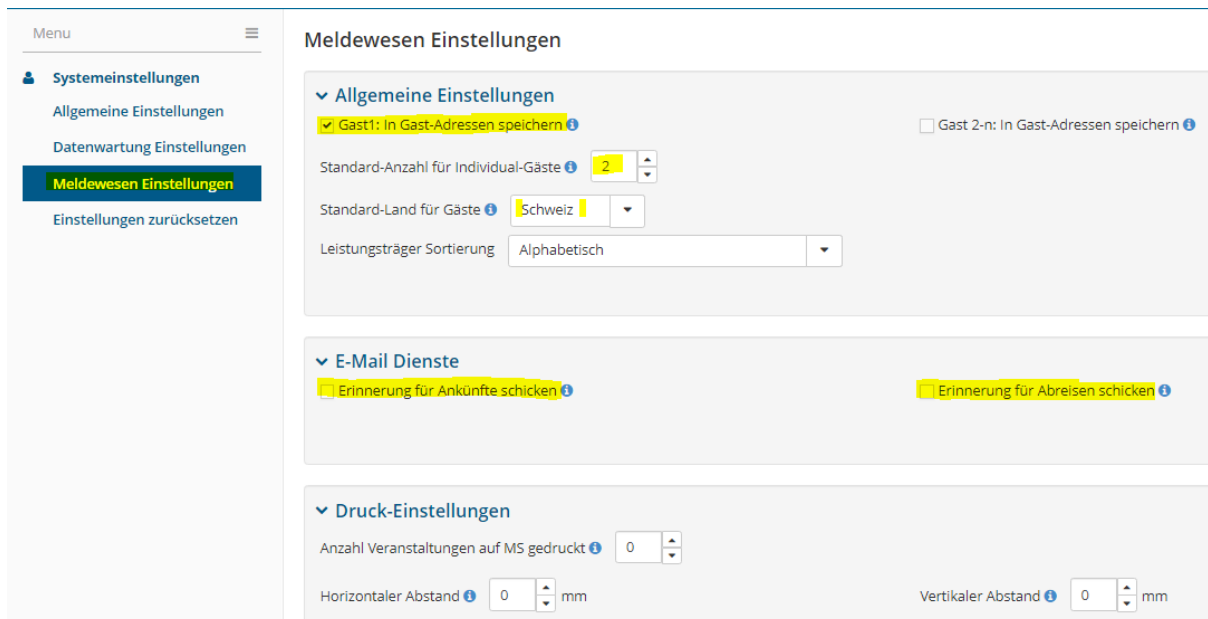 Menu
Systemeinstellungen
Allgemeine Einstellungen
Datenwartung Einstellungen
Meldewesen Einstellungen
Einstellungen zurücksetzen
Meldewesen Einstellungen
Allgemeine Einstellungen
Gast1: In Gast-Adressen speichern
Gast 2-n: In Gast-Adressen speichern
Standard-Anzahl für Individual-Gäste 2
Standard-Land für Gäste Schweiz
Leistungsträger Sortierung Alphabetisch
E-Mail Dienste
Erinnerung für Ankünfte schicken
Erinnerung für Abreisen schicken
Druck-Einstellungen
Anzahl Veranstaltungen auf MS gedruckt 0
Horizontaler Abstand 0 mm
Vertikaler Abstand 0 mm